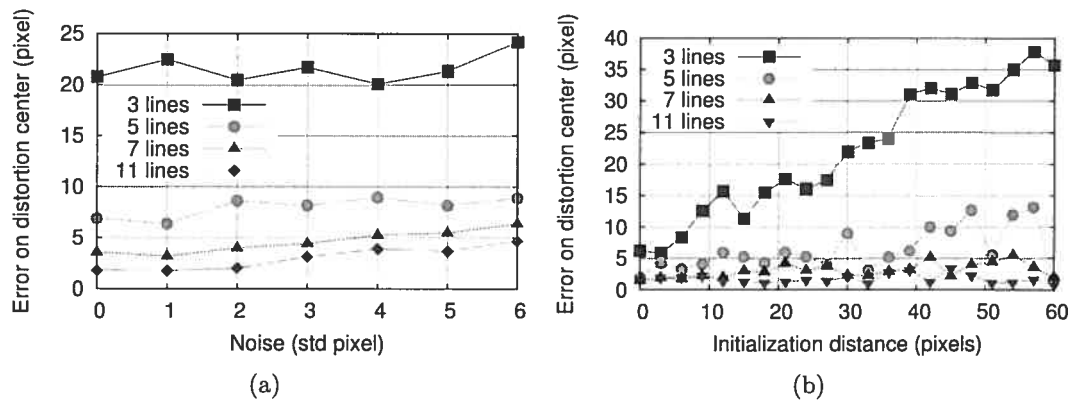 Error on distortion center (pixel)
25
20
15
10
5
0
3 lines
5 lines
7 lines
11 lines
0 1 2 3 4 5 6
Noise (std pixel)
(a)
Error on distortion center (pixel)
40
35
30
25
20
15
10
5
0
3 lines
5 lines
7 lines
11 lines
0 10 20 30 40 50 60
Initialization distance (pixels)
(b)